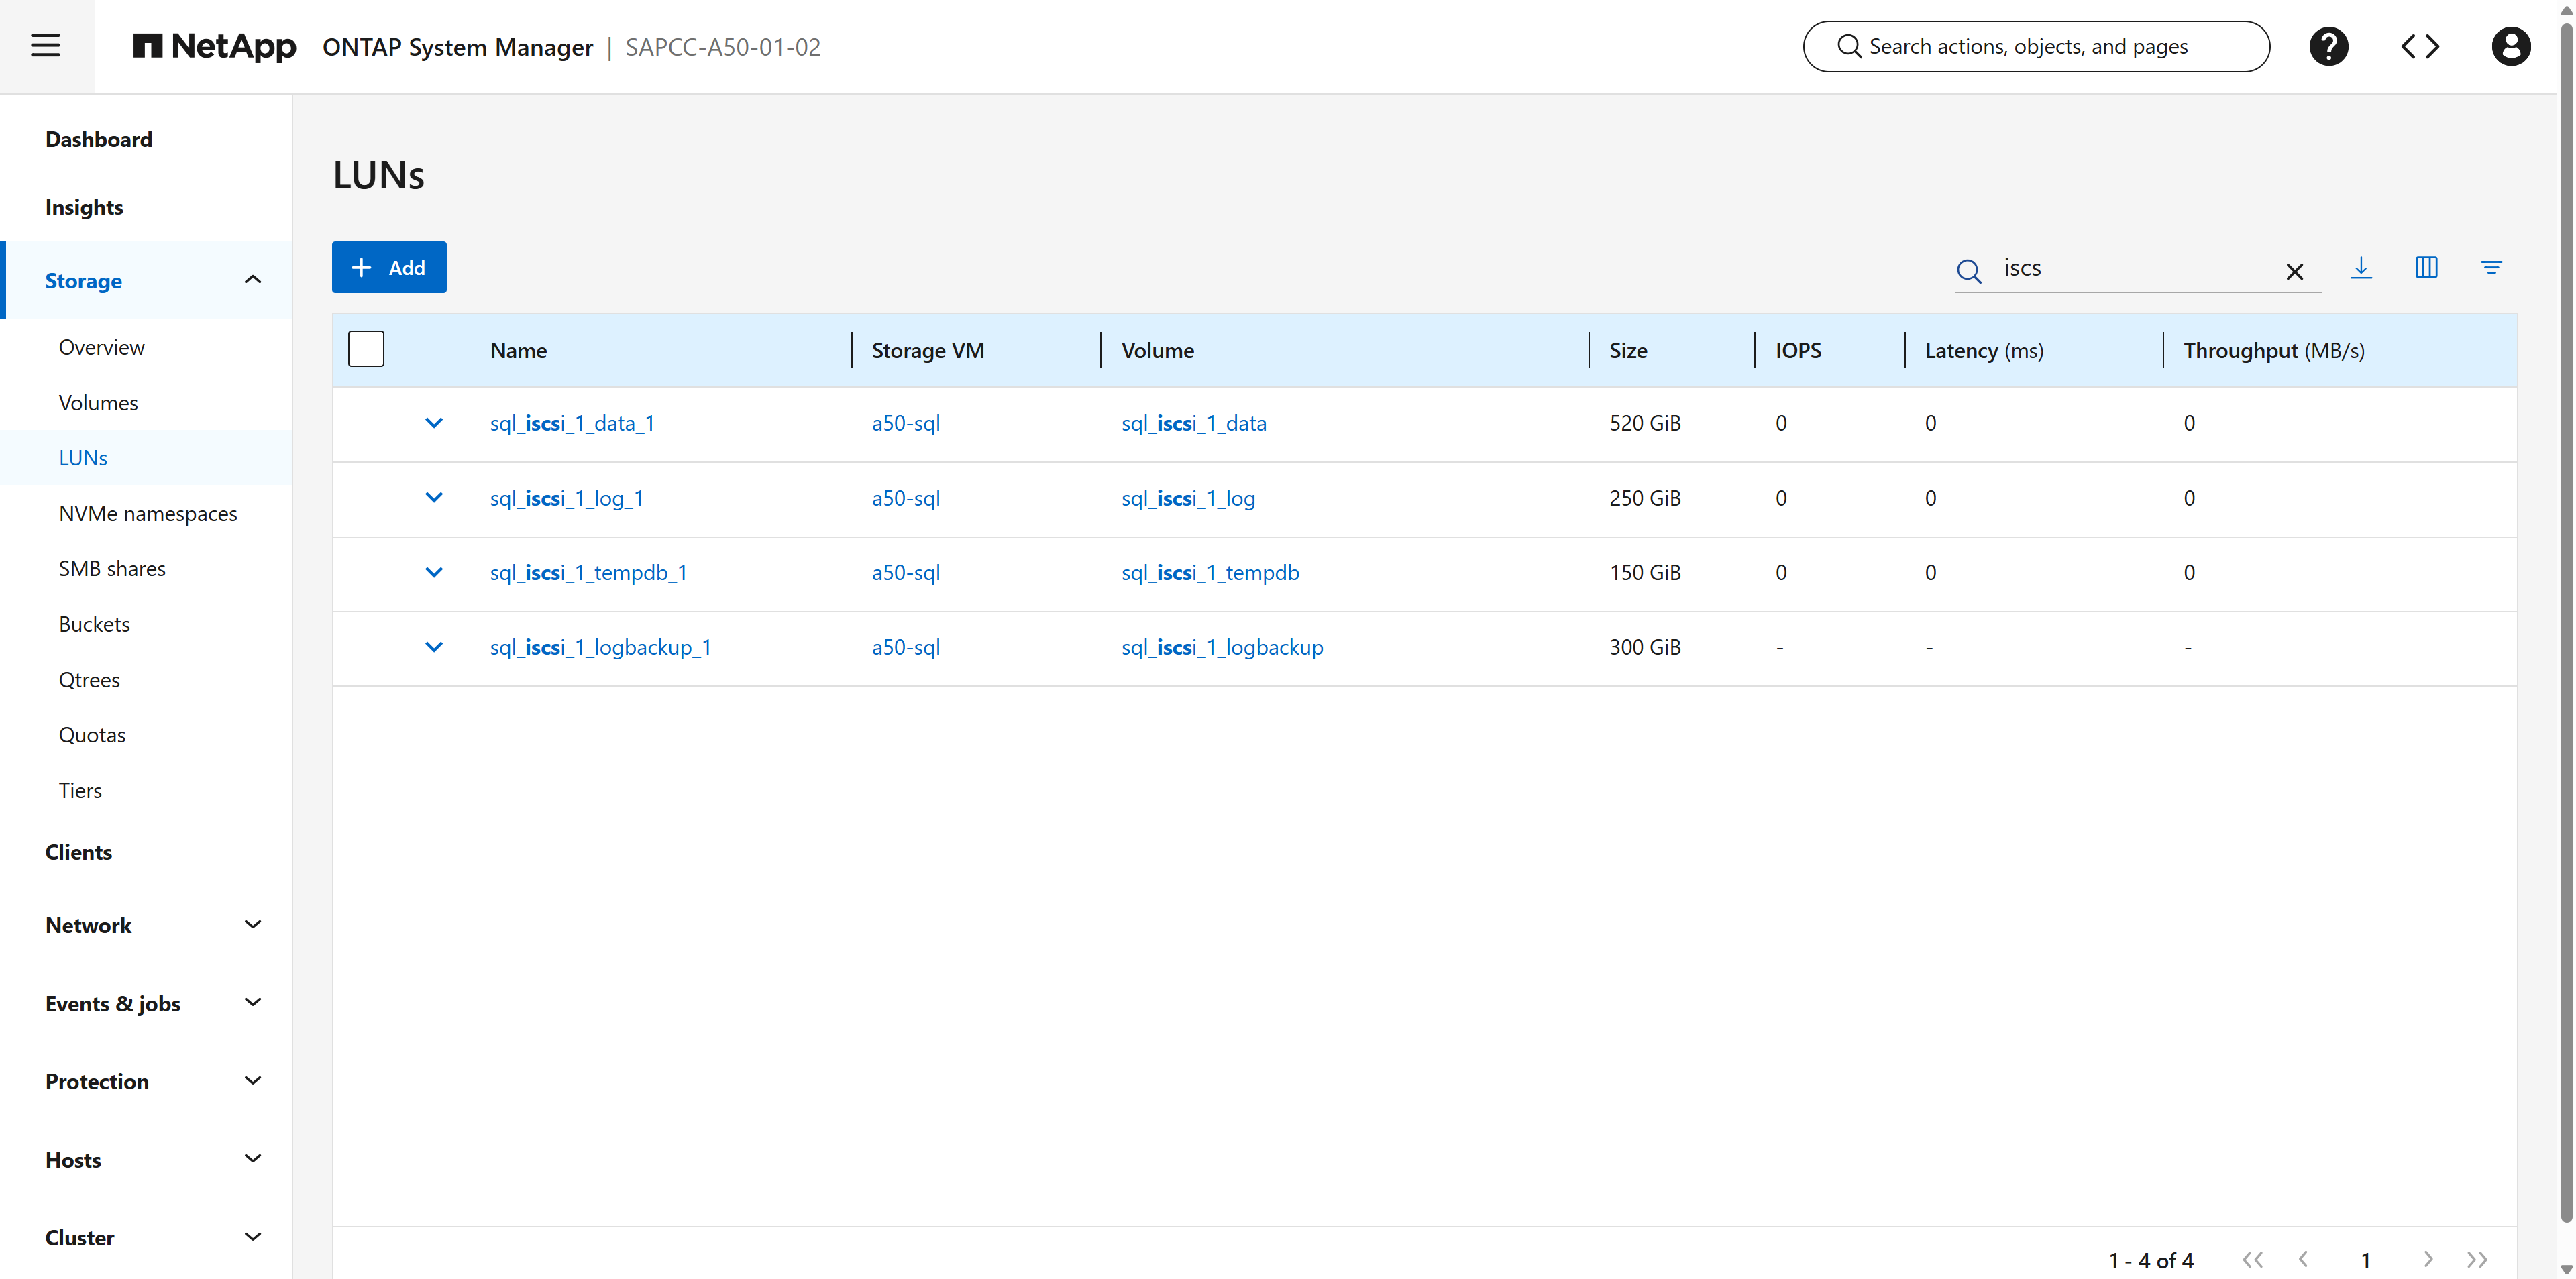 NetApp ONTAP System Manager | SAPCC-A50-01-02 Search actions, objects, and pages
Dashboard
Insights
Storage
Overview
Volumes
LUNs
NVMe namespaces
SMB shares
Buckets
Qtrees
Quotas
Tiers
Clients
Network
Events & jobs
Protection
Hosts
Cluster
LUNs
Add iscs
Name Storage VM Volume Size IOPS Latency (ms) Throughput (MB/s)
sql_iscsi_1_data_1 a50-sql sql_iscsi_1_data 520 GiB 0 0 0
sql_iscsi_1_log_1 a50-sql sql_iscsi_1_log 250 GiB 0 0 0
sql_iscsi_1_tempdb_1 a50-sql sql_iscsi_1_tempdb 150 GiB 0 0 0
sql_iscsi_1_logbackup_1 a50-sql sql_iscsi_1_logbackup 300 GiB - - -
1 - 4 of 4 1